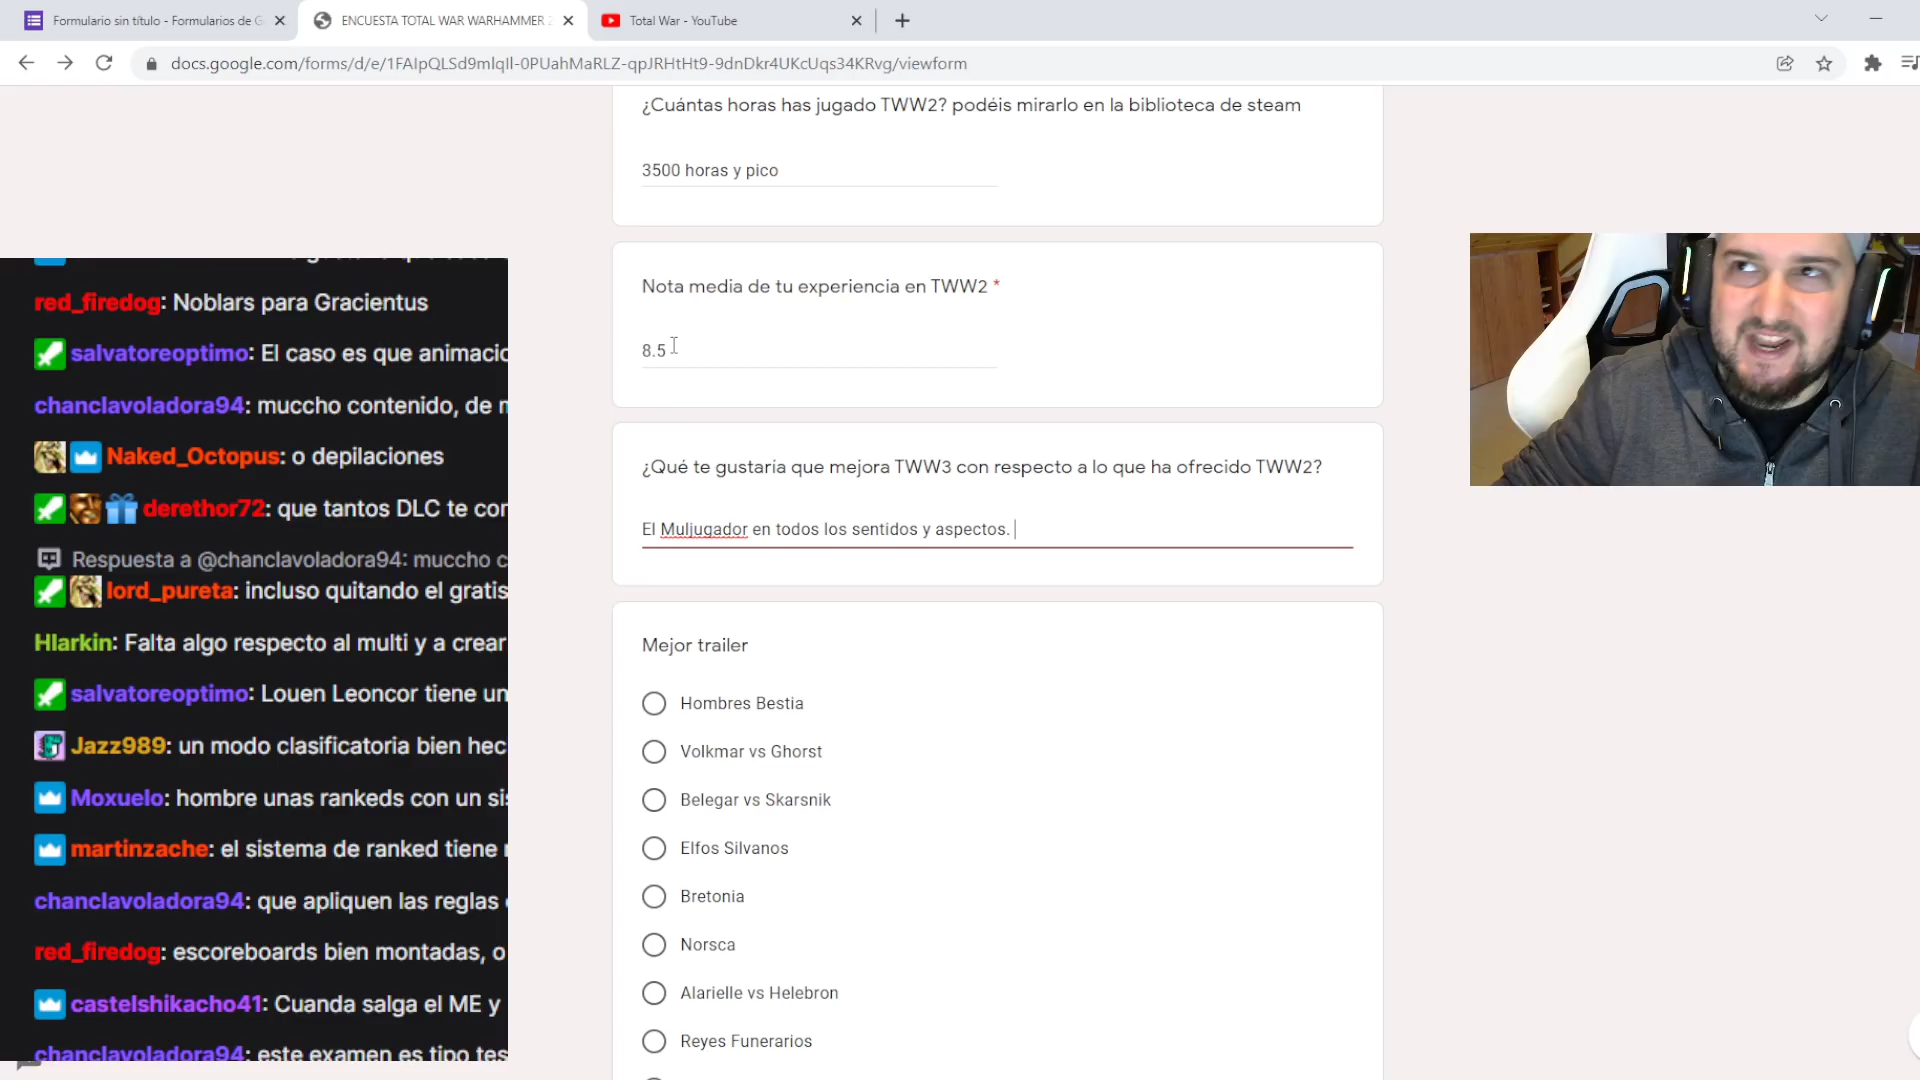 Formulario sin título - Formularios de G
ENCUESTA TOTAL WAR WARHAMMER 2
Total War - YouTube
docs.google.com/forms/d/e/1FAIpQLSd9mlqIl-0PUahMaRLZ-qpJRHtHt9-9dnDkr4UKcUqs34KRvg/viewform
¿Cuántas horas has jugado TWW2? podéis mirarlo en la biblioteca de steam
3500 horas y pico
Nota media de tu experiencia en TWW2 *
8.5
¿Qué te gustaría que mejora TWW3 con respecto a lo que ha ofrecido TWW2?
El Muljugador en todos los sentidos y aspectos.
Mejor trailer
Hombres Bestia
Volkmar vs Ghorst
Belegar vs Skarsnik
Elfos Silvanos
Bretonia
Norsca
Alarielle vs Helebron
Reyes Funerarios
red_firedog: Noblars para Gracientus
salvatoreoptimo: El caso es que animacio
chanclavoladora94: muccho contenido, de m
Naked_Octopus: o depilaciones
derethor72: que tantos DLC te con
Respuesta a @chanclavoladora94: muccho c
lord_pureta: incluso quitando el gratis
Hlarkin: Falta algo respecto al multi y a crear
salvatoreoptimo: Louen Leoncor tiene un
Jazz989: un modo clasificatoria bien hec
Moxuelo: hombre unas rankeds con un sis
martinzache: el sistema de ranked tiene
chanclavoladora94: que apliquen las reglas
red_firedog: escoreboards bien montadas, o
castelshikacho41: Cuanda salga el ME y
chanclavoladora94: este examen es tipo tes